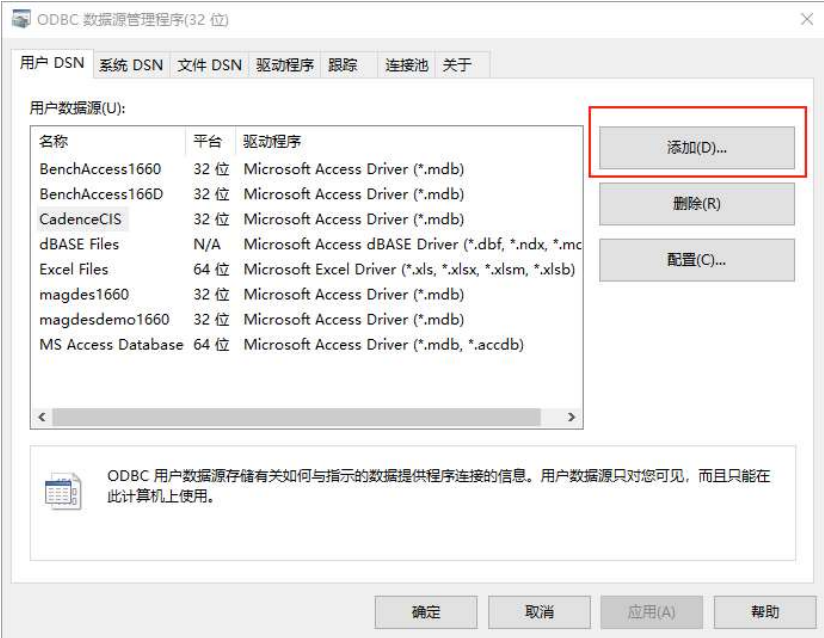 ODBC 数据源管理程序(32 位)
用户 DSN 系统 DSN 文件 DSN 驱动程序 跟踪 连接池 关于
用户数据源(U):
名称 平台 驱动程序
BenchAccess1660 32 位 Microsoft Access Driver (*.mdb)
BenchAccess166D 32 位 Microsoft Access Driver (*.mdb)
CadenceCIS 32 位 Microsoft Access Driver (*.mdb)
dBASE Files N/A Microsoft Access dBASE Driver (*.dbf, *.ndx, *.mc
Excel Files 64 位 Microsoft Excel Driver (*.xls, *.xlsx, *.xlsm, *.xlsb)
magdes1660 32 位 Microsoft Access Driver (*.mdb)
magdesdemo1660 32 位 Microsoft Access Driver (*.mdb)
MS Access Database 64 位 Microsoft Access Driver (*.mdb, *.accdb)
添加(D)...
删除(R)
配置(C)...
ODBC 用户数据源存储有关如何与指示的数据提供程序连接的信息。用户数据源只对您可见，而且只能在
此计算机上使用。
确定 取消 应用(A) 帮助